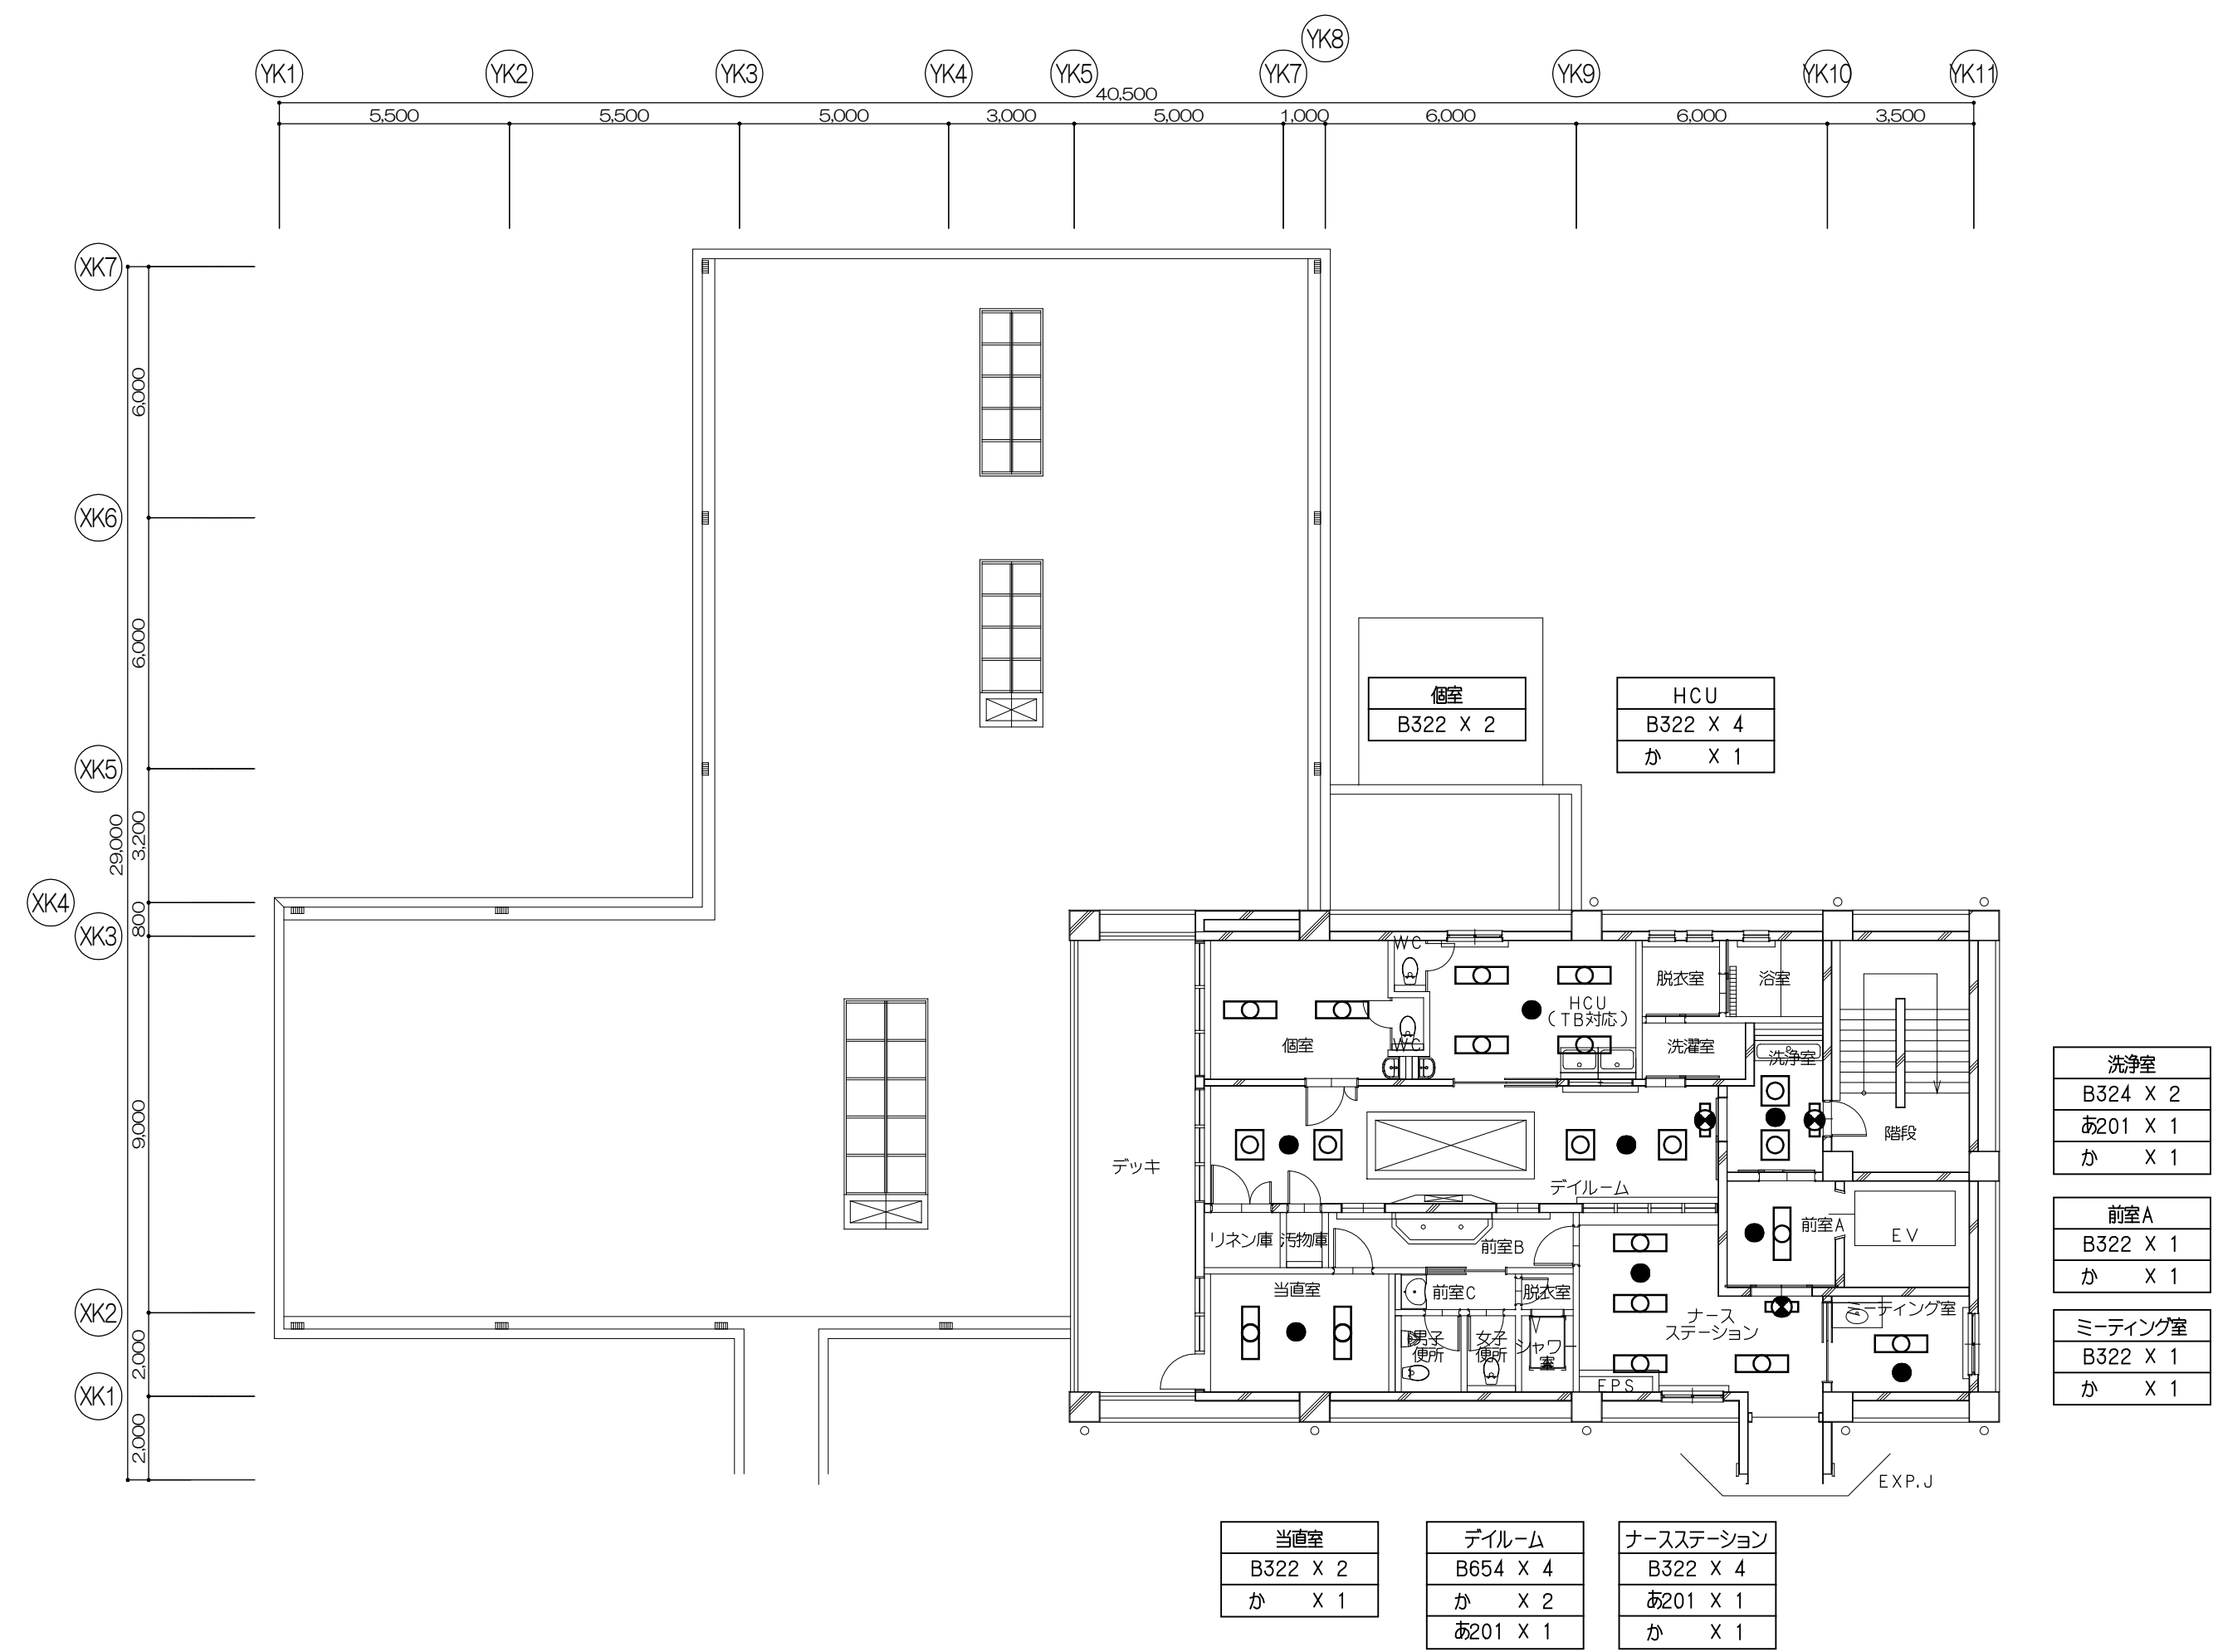 YK8
YK1 YK2 YK3 YK4 YK5 YK7 YK9 YK10 YK11
40,500
5,500 5,500 5,000 3,000 5,000 1,000 6,000 6,000 3,500
XK7
6,000
XK6
6,000
XK5
29,000
3,200
XK4
800
XK3
9,000
XK2
2,000
XK1
2,000
個室
B322 X 2
HCU
B322 X 4
か X 1
WC
脱衣室
浴室
HCU
(TB対応)
個室
WC
洗濯室
洗浄室
階段
デッキ
デイルーム
リネン庫
汚物庫
前室B
前室A
EV
当直室
前室C
脱衣室
ナース
ステーション
ミーティング室
男子
便所
女子
便所
シャワー
室
EPS
EXP.J
洗浄室
B324 X 2
あ201 X 1
か X 1
前室A
B322 X 1
か X 1
ミーティング室
B322 X 1
か X 1
当直室
B322 X 2
か X 1
デイルーム
B654 X 4
か X 2
あ201 X 1
ナースステーション
B322 X 4
あ201 X 1
か X 1